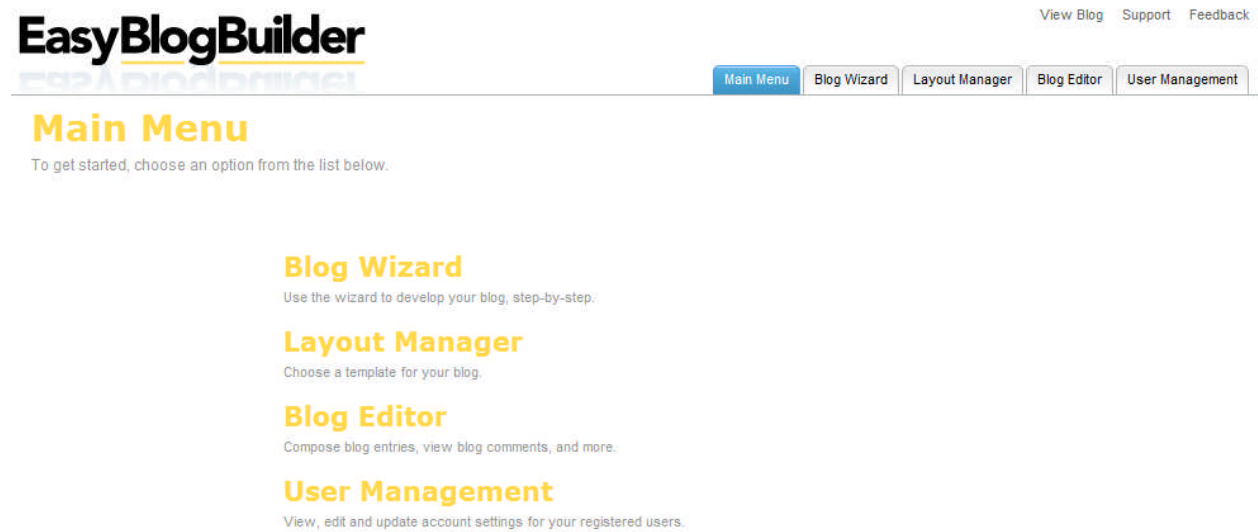 View Blog Support Feedback
EasyBlogBuilder
Main Menu Blog Wizard Layout Manager Blog Editor User Management
Main Menu
To get started, choose an option from the list below.
Blog Wizard
Use the wizard to develop your blog, step-by-step.
Layout Manager
Choose a template for your blog.
Blog Editor
Compose blog entries, view blog comments, and more.
User Management
View, edit and update account settings for your registered users.